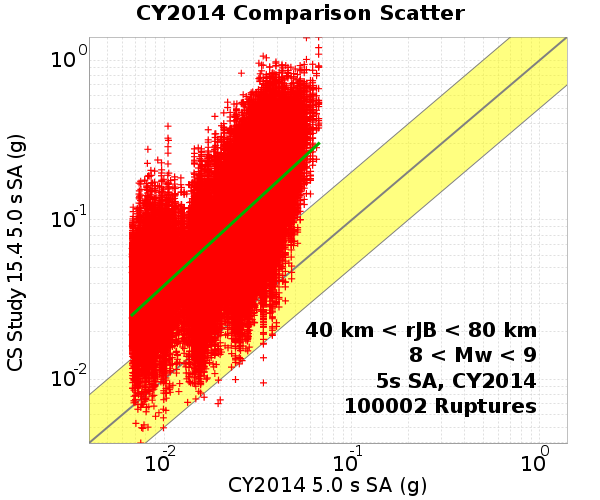 CY2014 Comparison Scatter
CS Study 15.4 5.0 s SA (g)
10^0
10^-1
10^-2
40 km < rJB < 80 km
8 < Mw < 9
5s SA, CY2014
100002 Ruptures
10^-2 10^-1 10^0
CY2014 5.0 s SA (g)